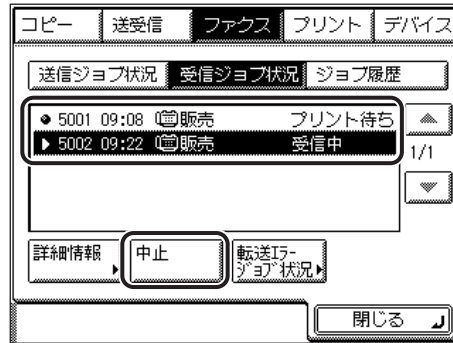 コピー 送受信 ファクス プリント デバイス
送信ジョブ状況 受信ジョブ状況 ジョブ履歴
5001 09:08 販売 プリント待ち
5002 09:22 販売 受信中
1/1
詳細情報 中止 転送エラー
ジョブ状況
閉じる